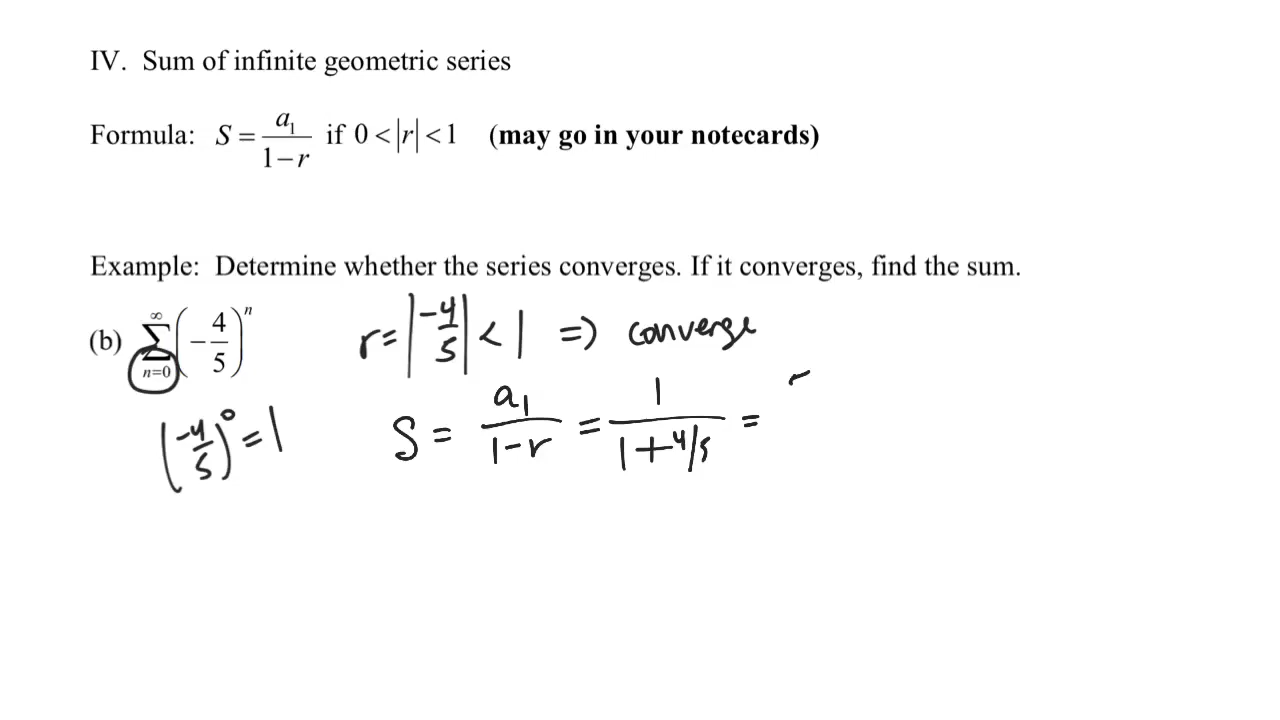 IV. Sum of infinite geometric series
Formula: S = a₁/(1−r) if 0 < |r| < 1 (may go in your notecards)
Example: Determine whether the series converges. If it converges, find the sum.
(b) ∞ Σ n=0 (−4/5)ⁿ r = |−4/5| < 1 ⇒ converge
(−4/5)⁰ = 1 S = a₁/(1−r) = 1/(1+4/5) =